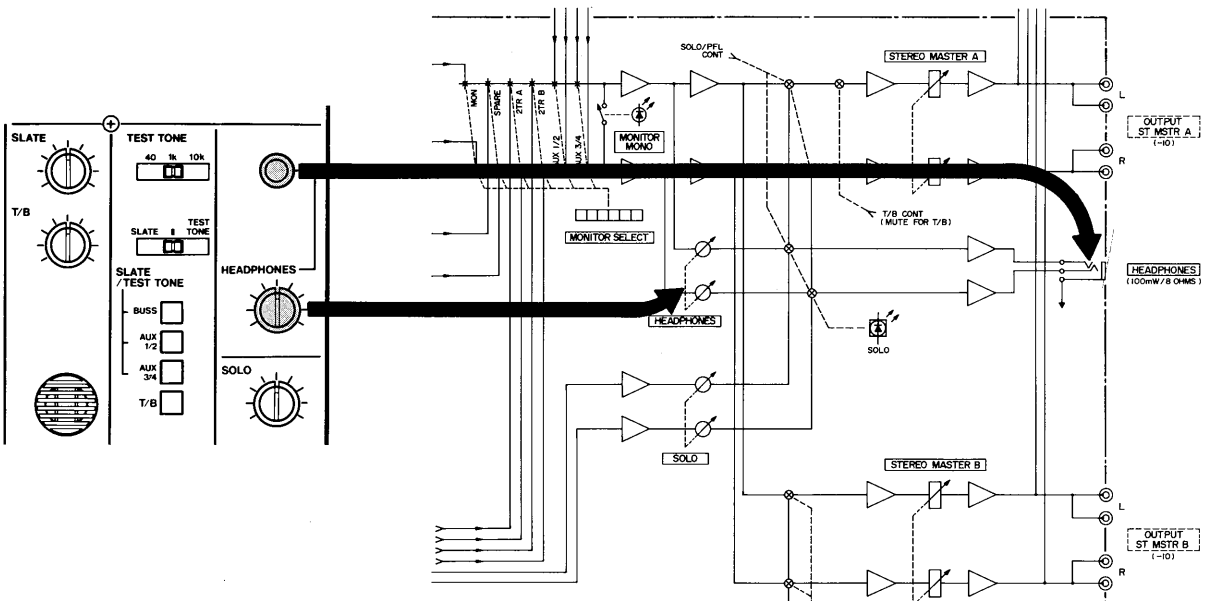 SLATE
T/B
TEST TONE
40 1k 10k
SLATE TEST TONE
SLATE
/TEST TONE
BUSS
AUX
1/2
AUX
3/4
T/B
HEADPHONES
SOLO
MON
SPARE
2TR A
2TR B
AUX 1/2
AUX 3/4
MONITOR
MONO
MONITOR SELECT
SOLO/PFL
CONT
STEREO MASTER A
T/B CONT
(MUTE FOR T/B)
HEADPHONES
SOLO
SOLO
STEREO MASTER B
L
OUTPUT
ST MSTR A
(-10)
R
HEADPHONES
(100mW/8 OHMS)
L
OUTPUT
ST MSTR B
(-10)
R